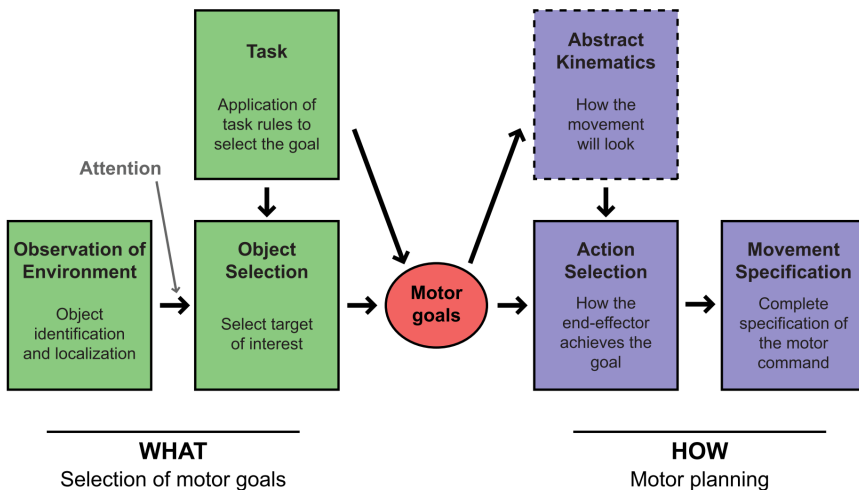 Task
Application of
task rules to
select the goal
Attention
Observation of
Environment
Object
identification
and localization
Object
Selection
Select target
of interest
Motor
goals
Abstract
Kinematics
How the
movement
will look
Action
Selection
How the
end-effector
achieves the
goal
Movement
Specification
Complete
specification of
the motor
command
WHAT
Selection of motor goals
HOW
Motor planning